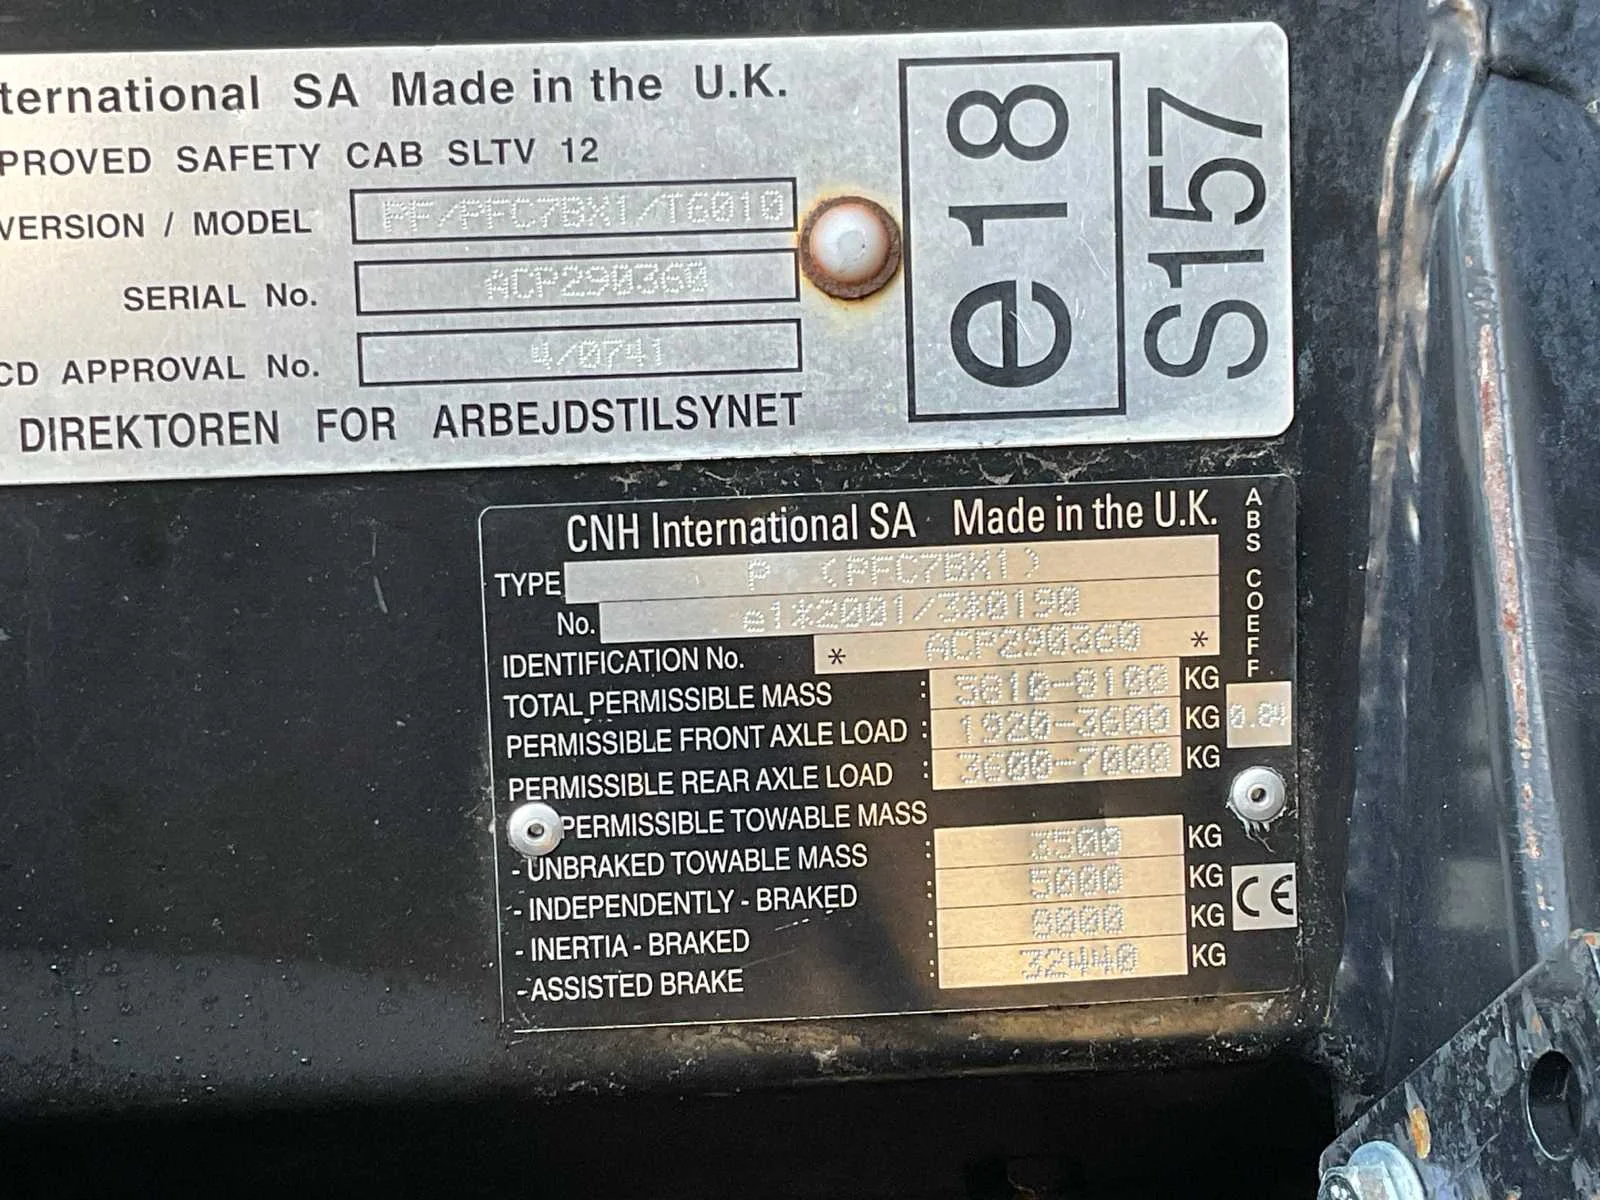 ternational SA Made in the U.K.
PROVED SAFETY CAB SLTV 12
VERSION / MODEL PF/PFC7BX1/T6010
SERIAL No. ACP290360
CD APPROVAL No. 4/0741
DIREKTOREN FOR ARBEJDSTILSYNET
e18
S157
CNH International SA Made in the U.K.
TYPE P (PFC7BX1)
No. e1*2001/3*0190
IDENTIFICATION No. * ACP290360 *
TOTAL PERMISSIBLE MASS : 3810-8100 KG
PERMISSIBLE FRONT AXLE LOAD : 1920-3600 KG
PERMISSIBLE REAR AXLE LOAD : 3600-7000 KG
PERMISSIBLE TOWABLE MASS
- UNBRAKED TOWABLE MASS : 3500 KG
- INDEPENDENTLY - BRAKED : 5000 KG
- INERTIA - BRAKED : 8000 KG
- ASSISTED BRAKE : 32440 KG
ABS COEFF
0.84
CE